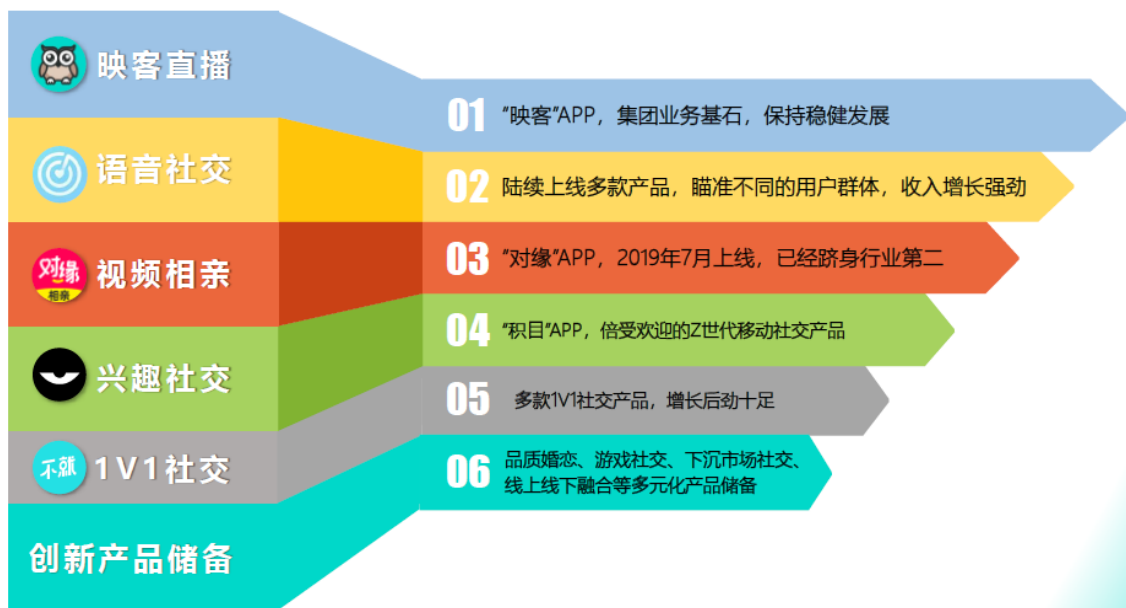 映客直播
01 “映客”APP，集团业务基石，保持稳健发展
语音社交
02 陆续上线多款产品，瞄准不同的用户群体，收入增长强劲
对缘
相亲
视频相亲
03 “对缘”APP，2019年7月上线，已经跻身行业第二
兴趣社交
04 “积目”APP，倍受欢迎的Z世代移动社交产品
不就
1V1社交
05 多款1V1社交产品，增长后劲十足
创新产品储备
06 品质婚恋、游戏社交、下沉市场社交、
线上线下融合等多元化产品储备